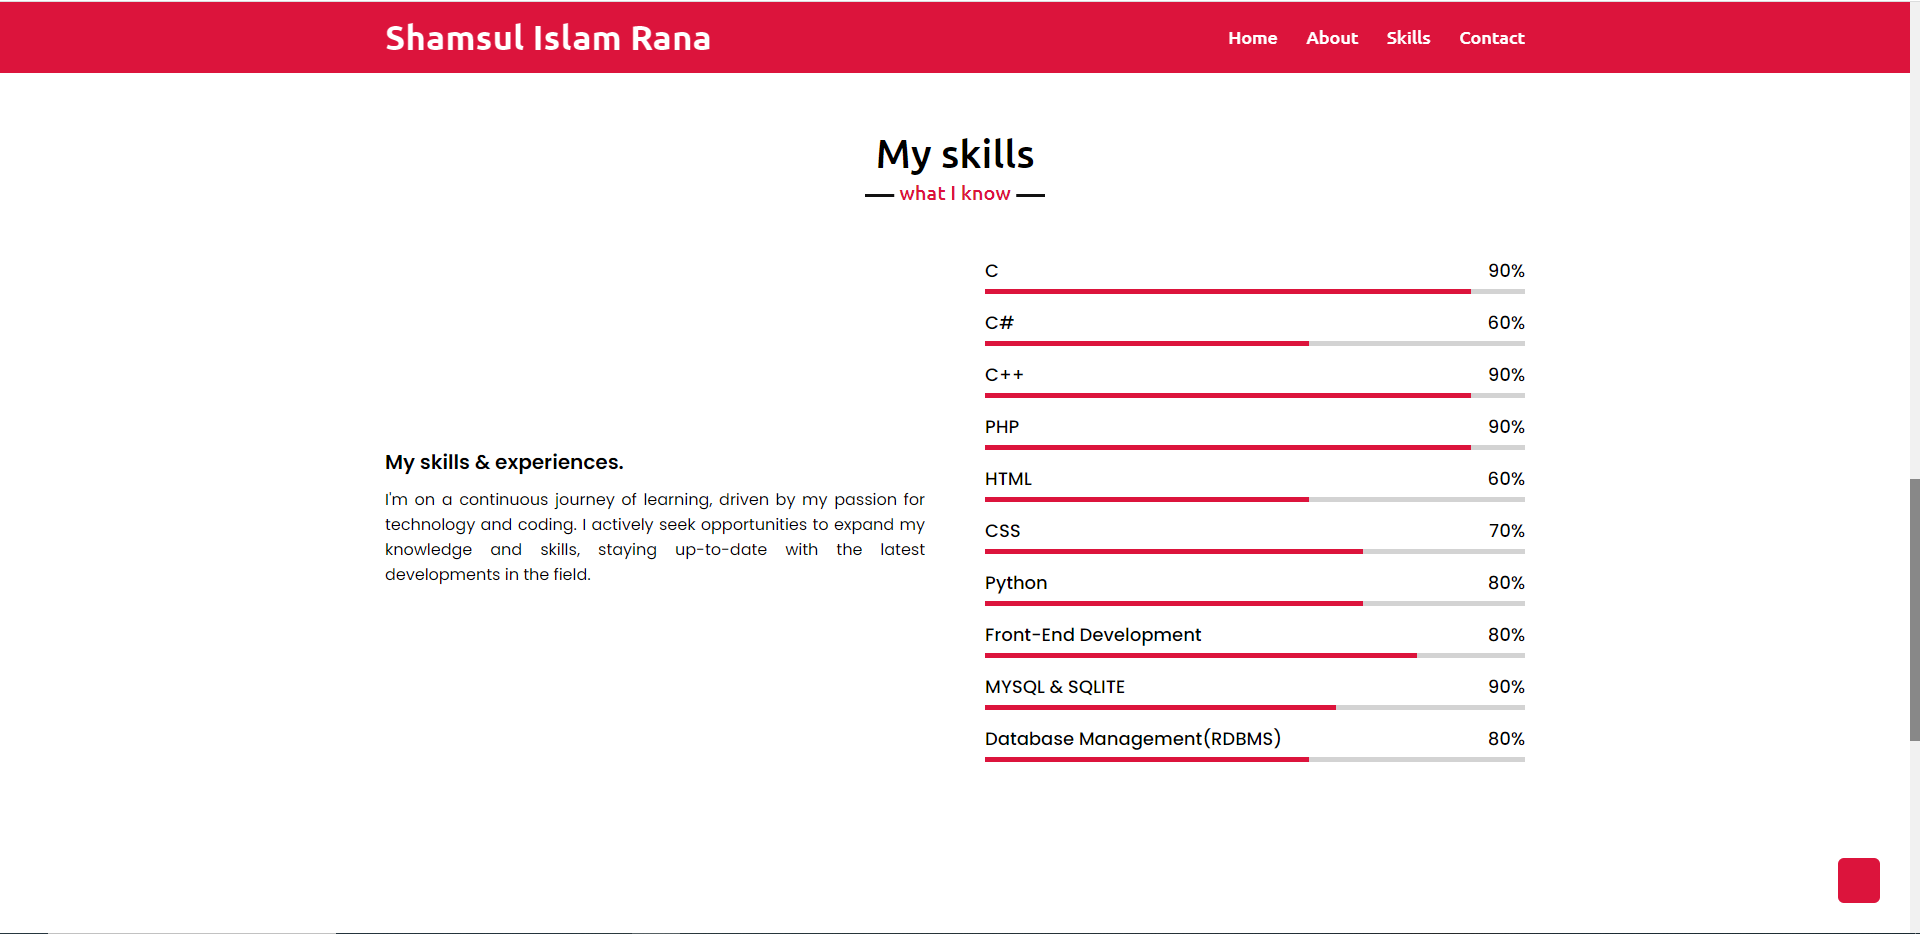 Shamsul Islam Rana
Home About Skills Contact
My skills
what I know
My skills & experiences.
I'm on a continuous journey of learning, driven by my passion for
technology and coding. I actively seek opportunities to expand my
knowledge and skills, staying up-to-date with the latest
developments in the field.
C 90%
C# 60%
C++ 90%
PHP 90%
HTML 60%
CSS 70%
Python 80%
Front-End Development 80%
MYSQL & SQLITE 90%
Database Management(RDBMS) 80%